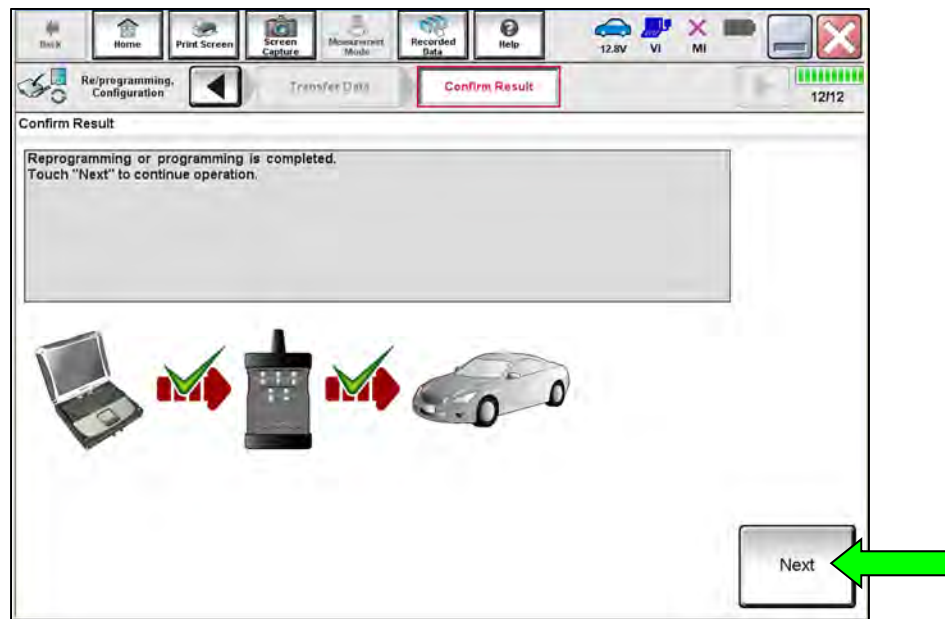 Back
Home
Print Screen
Screen
Capture
Measurement
Mode
Recorded
Data
Help
12.8V
VI
MI
Re/programming,
Configuration
Transfer Data
Confirm Result
12/12
Confirm Result
Reprogramming or programming is completed.
Touch "Next" to continue operation.
Next